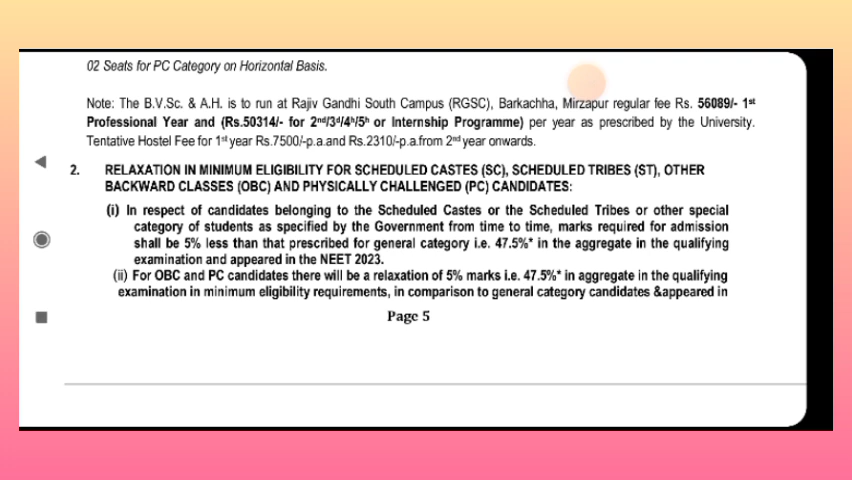 02 Seats for PC Category on Horizontal Basis.
Note: The B.V.Sc. & A.H. is to run at Rajiv Gandhi South Campus (RGSC), Barkachha, Mirzapur regular fee Rs. 56089/- 1st
Professional Year and (Rs.50314/- for 2nd/3rd/4th/5th or Internship Programme) per year as prescribed by the University.
Tentative Hostel Fee for 1st year Rs.7500/-p.a.and Rs.2310/-p.a.from 2nd year onwards.
2. RELAXATION IN MINIMUM ELIGIBILITY FOR SCHEDULED CASTES (SC), SCHEDULED TRIBES (ST), OTHER
BACKWARD CLASSES (OBC) AND PHYSICALLY CHALLENGED (PC) CANDIDATES:
(i) In respect of candidates belonging to the Scheduled Castes or the Scheduled Tribes or other special
category of students as specified by the Government from time to time, marks required for admission
shall be 5% less than that prescribed for general category i.e. 47.5%* in the aggregate in the qualifying
examination and appeared in the NEET 2023.
(ii) For OBC and PC candidates there will be a relaxation of 5% marks i.e. 47.5%* in aggregate in the qualifying
examination in minimum eligibility requirements, in comparison to general category candidates &appeared in
Page 5